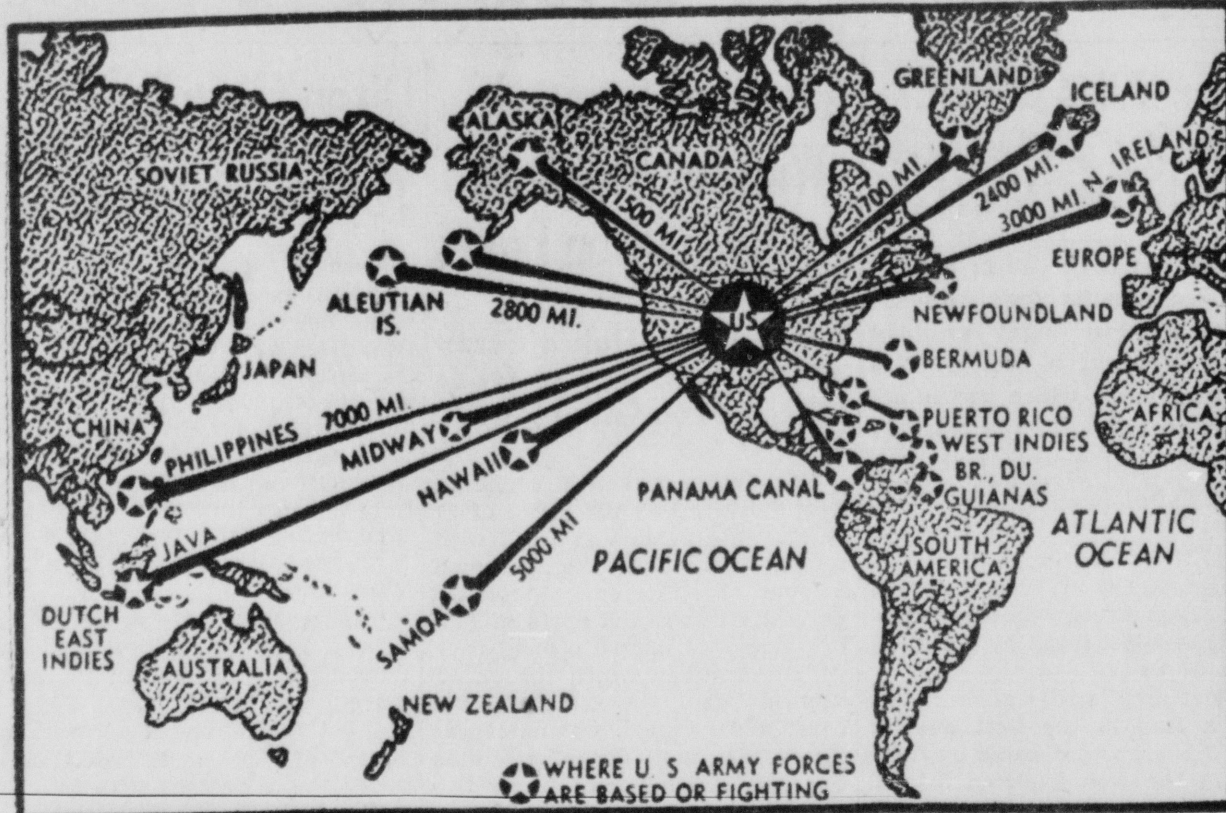 GREENLAND
ICELAND
ALASKA
CANADA
N. IRELAND
SOVIET RUSSIA
1700 MI.
2400 MI.
500 MI.
3000 MI.
EUROPE
ALEUTIAN
IS.
2800 MI.
US
NEWFOUNDLAND
BERMUDA
JAPAN
CHINA
PHILIPPINES 7000 MI.
MIDWAY
HAWAII
PUERTO RICO
WEST INDIES
AFRICA
PANAMA CANAL
BR., DU.
GUIANAS
JAVA
5000 MI
PACIFIC OCEAN
SOUTH
AMERICA
ATLANTIC
OCEAN
DUTCH
EAST
INDIES
SAMOA
AUSTRALIA
NEW ZEALAND
WHERE U. S ARMY FORCES
ARE BASED OR FIGHTING